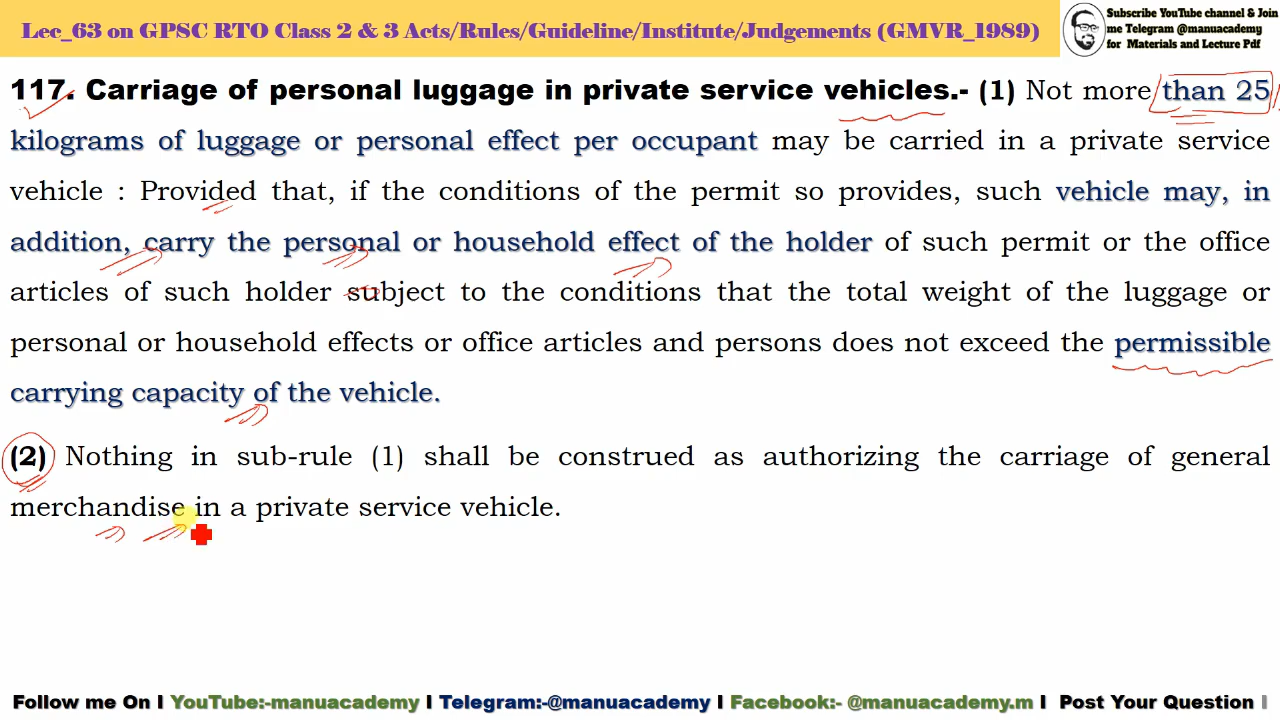 Lec_63 on GPSC RTO Class 2 & 3 Acts/Rules/Guideline/Institute/Judgements (GMVR_1989)
Subscribe YouTube channel & Join
me Telegram @manuacademy
for Materials and Lecture Pdf
117. Carriage of personal luggage in private service vehicles.- (1) Not more than 25
kilograms of luggage or personal effect per occupant may be carried in a private service
vehicle : Provided that, if the conditions of the permit so provides, such vehicle may, in
addition, carry the personal or household effect of the holder of such permit or the office
articles of such holder subject to the conditions that the total weight of the luggage or
personal or household effects or office articles and persons does not exceed the permissible
carrying capacity of the vehicle.
(2) Nothing in sub-rule (1) shall be construed as authorizing the carriage of general
merchandise in a private service vehicle.
Follow me On I YouTube:-manuacademy I Telegram:-@manuacademy I Facebook:- @manuacademy.m I Post Your Question I